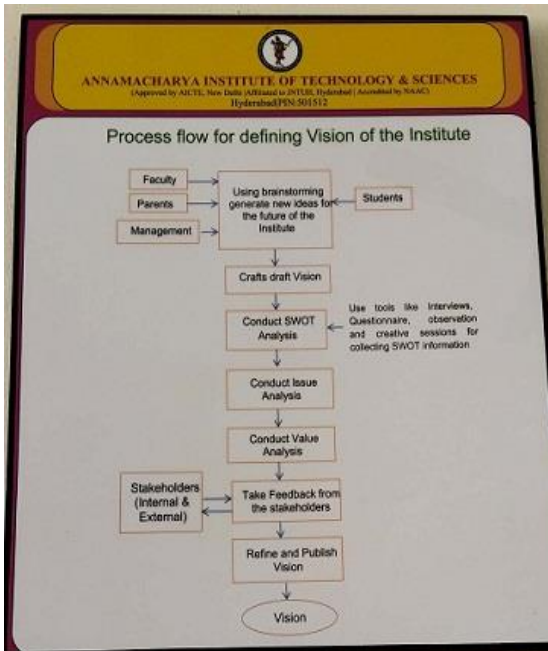 ANNAMACHARYA INSTITUTE OF TECHNOLOGY & SCIENCES
(Approved by AICTE, New Delhi |Affiliated to JNTUH, Hyderabad | Accredited by NAAC)
Hyderabad|PIN:501512
Process flow for defining Vision of the Institute
Faculty
Parents
Management
Using brainstorming
generate new ideas for
the future of the
Institute
Students
Crafts draft Vision
Conduct SWOT
Analysis
Use tools like Interviews,
Questionnaire, observation
and creative sessions for
collecting SWOT information
Conduct Issue
Analysis
Conduct Value
Analysis
Stakeholders
(Internal &
External)
Take Feedback from
the stakeholders
Refine and Publish
Vision
Vision